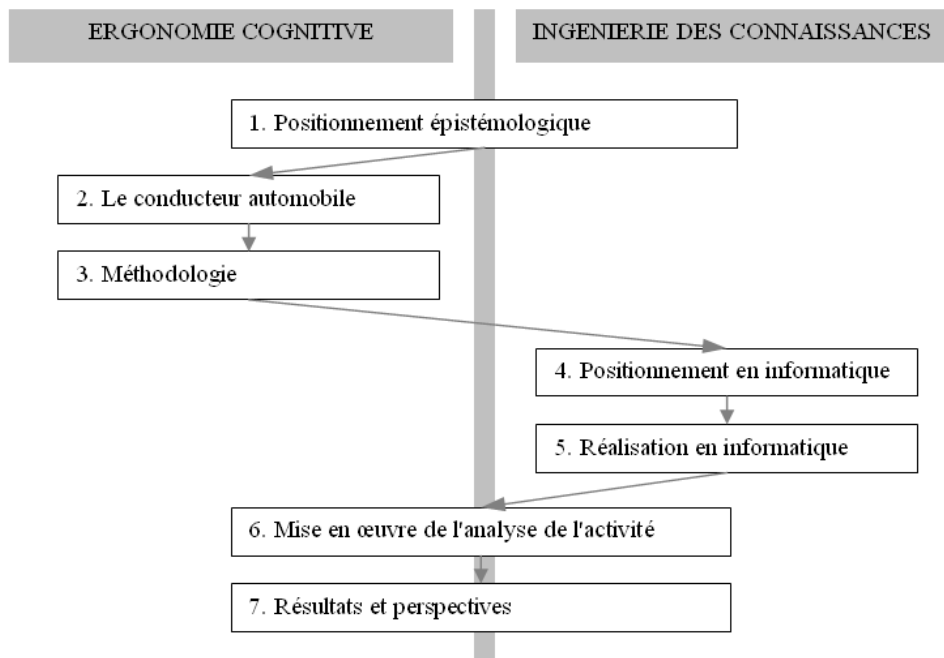 ERGONOMIE COGNITIVE
INGENIERIE DES CONNAISSANCES
1. Positionnement épistémologique
2. Le conducteur automobile
3. Méthodologie
4. Positionnement en informatique
5. Réalisation en informatique
6. Mise en œuvre de l'analyse de l'activité
7. Résultats et perspectives